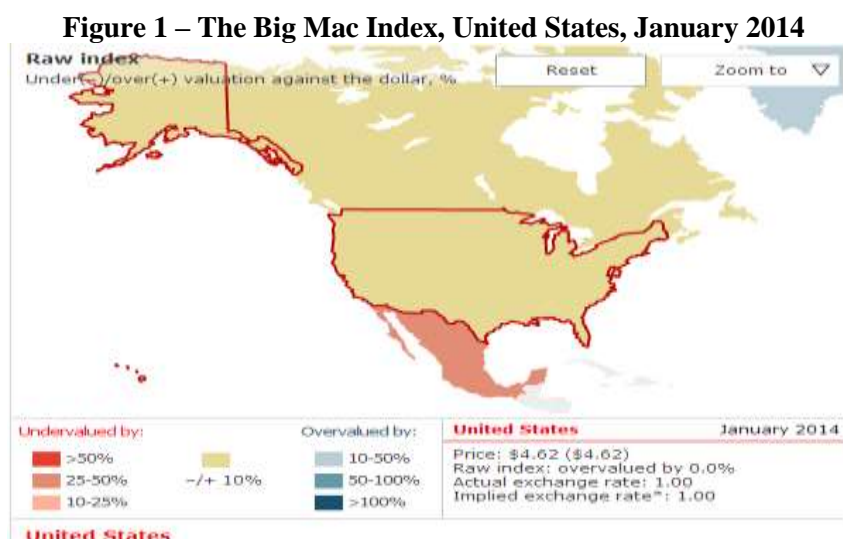 Figure 1 – The Big Mac Index, United States, January 2014
Raw index
Under(-)/over(+) valuation against the dollar, %
Reset
Zoom to
Undervalued by:
>50%
25-50%
10-25%
-/+ 10%
Overvalued by:
10-50%
50-100%
>100%
United States January 2014
Price: $4.62 ($4.62)
Raw index: overvalued by 0.0%
Actual exchange rate: 1.00
Implied exchange rate*: 1.00
United States